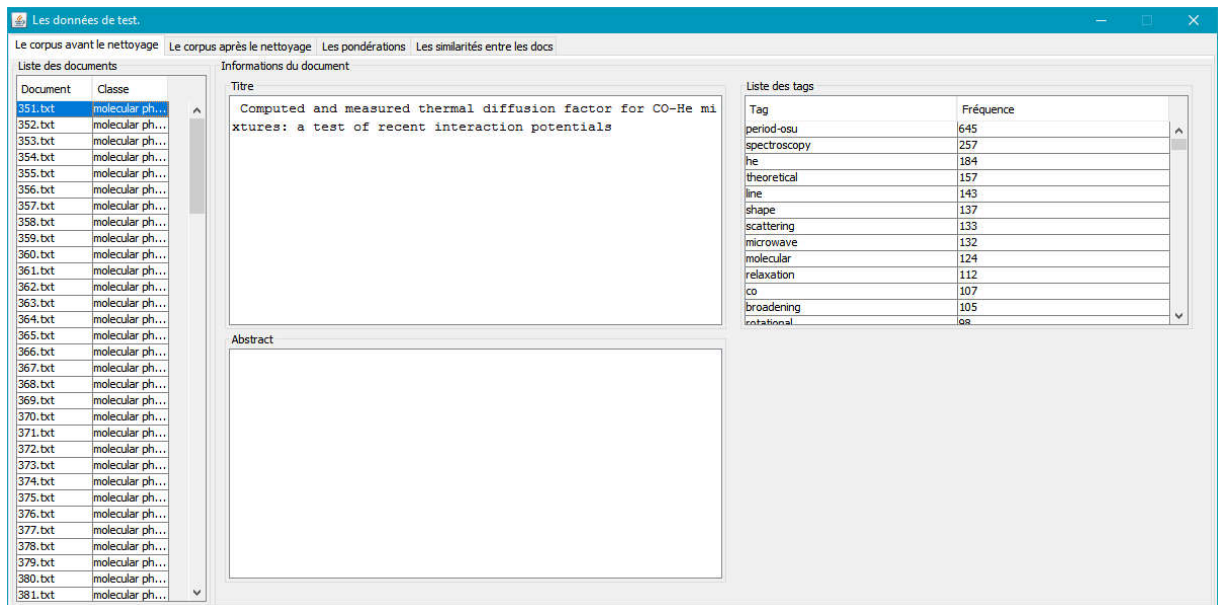 Les données de test.
Le corpus avant le nettoyage Le corpus après le nettoyage Les pondérations Les similarités entre les docs
Liste des documents
Document Classe
351.txt molecular ph...
352.txt molecular ph...
353.txt molecular ph...
354.txt molecular ph...
355.txt molecular ph...
356.txt molecular ph...
357.txt molecular ph...
358.txt molecular ph...
359.txt molecular ph...
360.txt molecular ph...
361.txt molecular ph...
362.txt molecular ph...
363.txt molecular ph...
364.txt molecular ph...
365.txt molecular ph...
366.txt molecular ph...
367.txt molecular ph...
368.txt molecular ph...
369.txt molecular ph...
370.txt molecular ph...
371.txt molecular ph...
372.txt molecular ph...
373.txt molecular ph...
374.txt molecular ph...
375.txt molecular ph...
376.txt molecular ph...
377.txt molecular ph...
378.txt molecular ph...
379.txt molecular ph...
380.txt molecular ph...
381.txt molecular ph...
Informations du document
Titre
Computed and measured thermal diffusion factor for CO-He mi
xtures: a test of recent interaction potentials
Abstract
Liste des tags
Tag Fréquence
period-osu 645
spectroscopy 257
he 184
theoretical 157
line 143
shape 137
scattering 133
microwave 132
molecular 124
relaxation 112
co 107
broadening 105
rotational 98